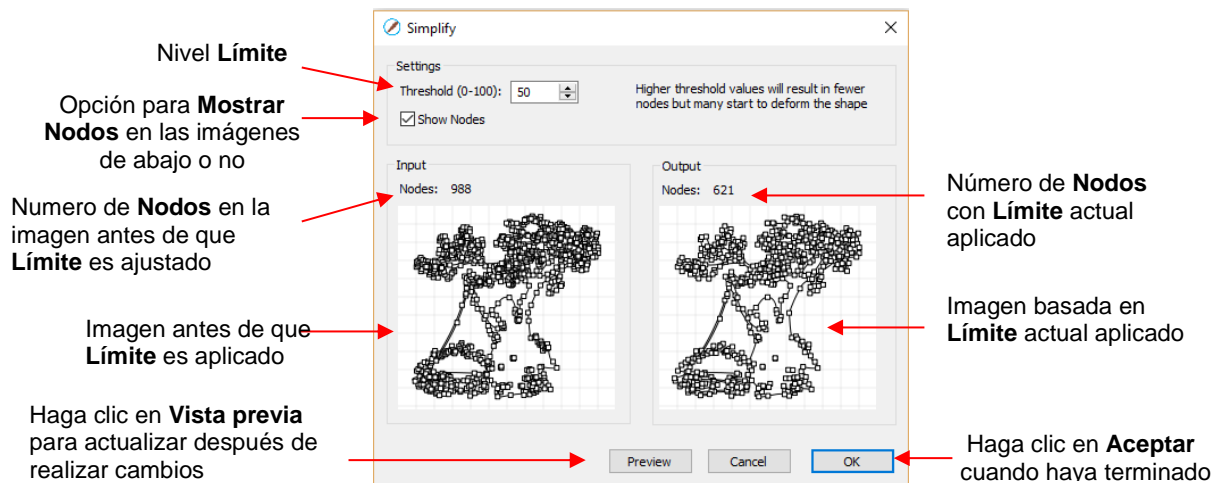 Simplify
Nivel Límite
Settings
Threshold (0-100): 50
Higher threshold values will result in fewer
nodes but many start to deform the shape
Opción para Mostrar
Nodos en las imágenes
de abajo o no
Show Nodes
Input
Nodes: 988
Output
Nodes: 621
Numero de Nodos en la
imagen antes de que
Límite es ajustado
Número de Nodos
con Límite actual
aplicado
Imagen antes de que
Límite es aplicado
Imagen basada en
Límite actual aplicado
Haga clic en Vista previa
para actualizar después de
realizar cambios
Preview
Cancel
OK
Haga clic en Aceptar
cuando haya terminado